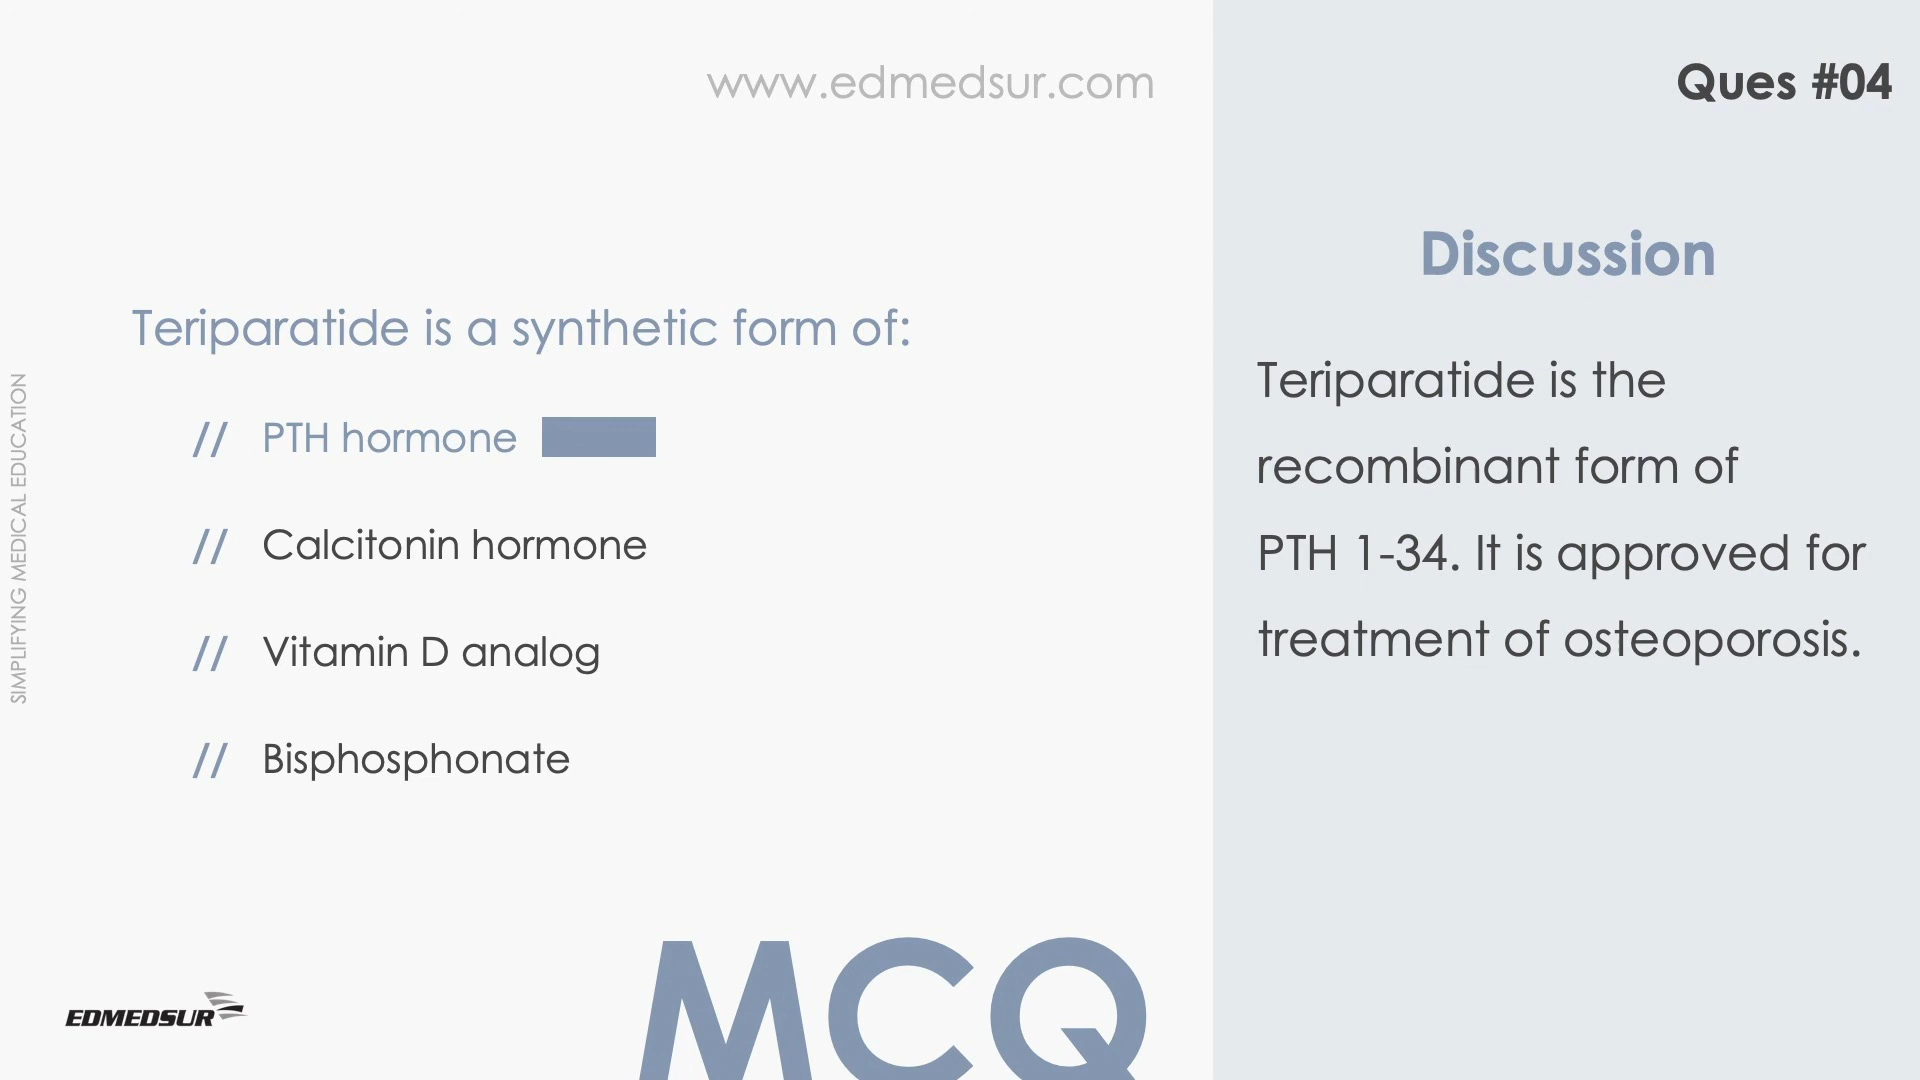 www.edmedsur.com
Ques #04
SIMPLIFYING MEDICAL EDUCATION
Teriparatide is a synthetic form of:
// PTH hormone
// Calcitonin hormone
// Vitamin D analog
// Bisphosphonate
Discussion
Teriparatide is the
recombinant form of
PTH 1-34. It is approved for
treatment of osteoporosis.
EDMEDSUR
MCQ